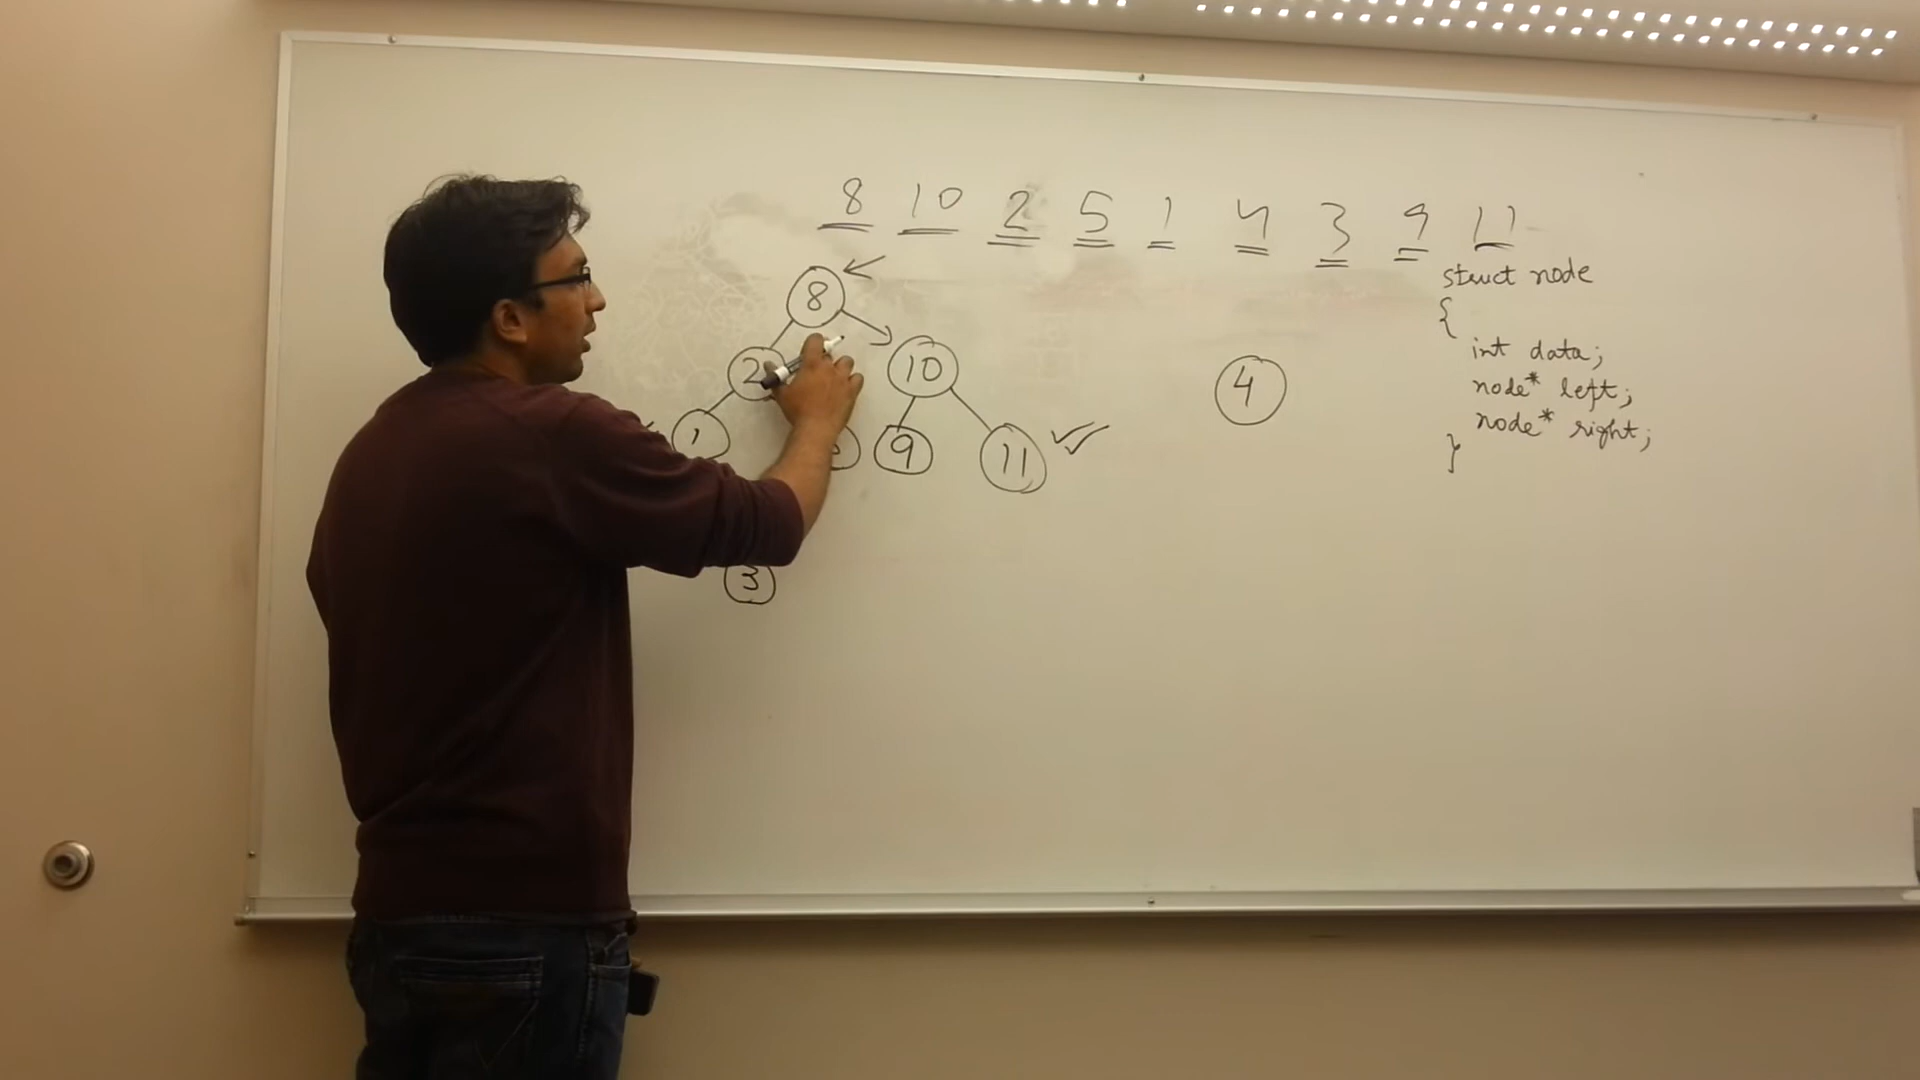 8 10 2 5 1 4 3 9 11
8
2 10
1 9 11
3
4
struct node
{
int data;
node* left;
node* right;
}